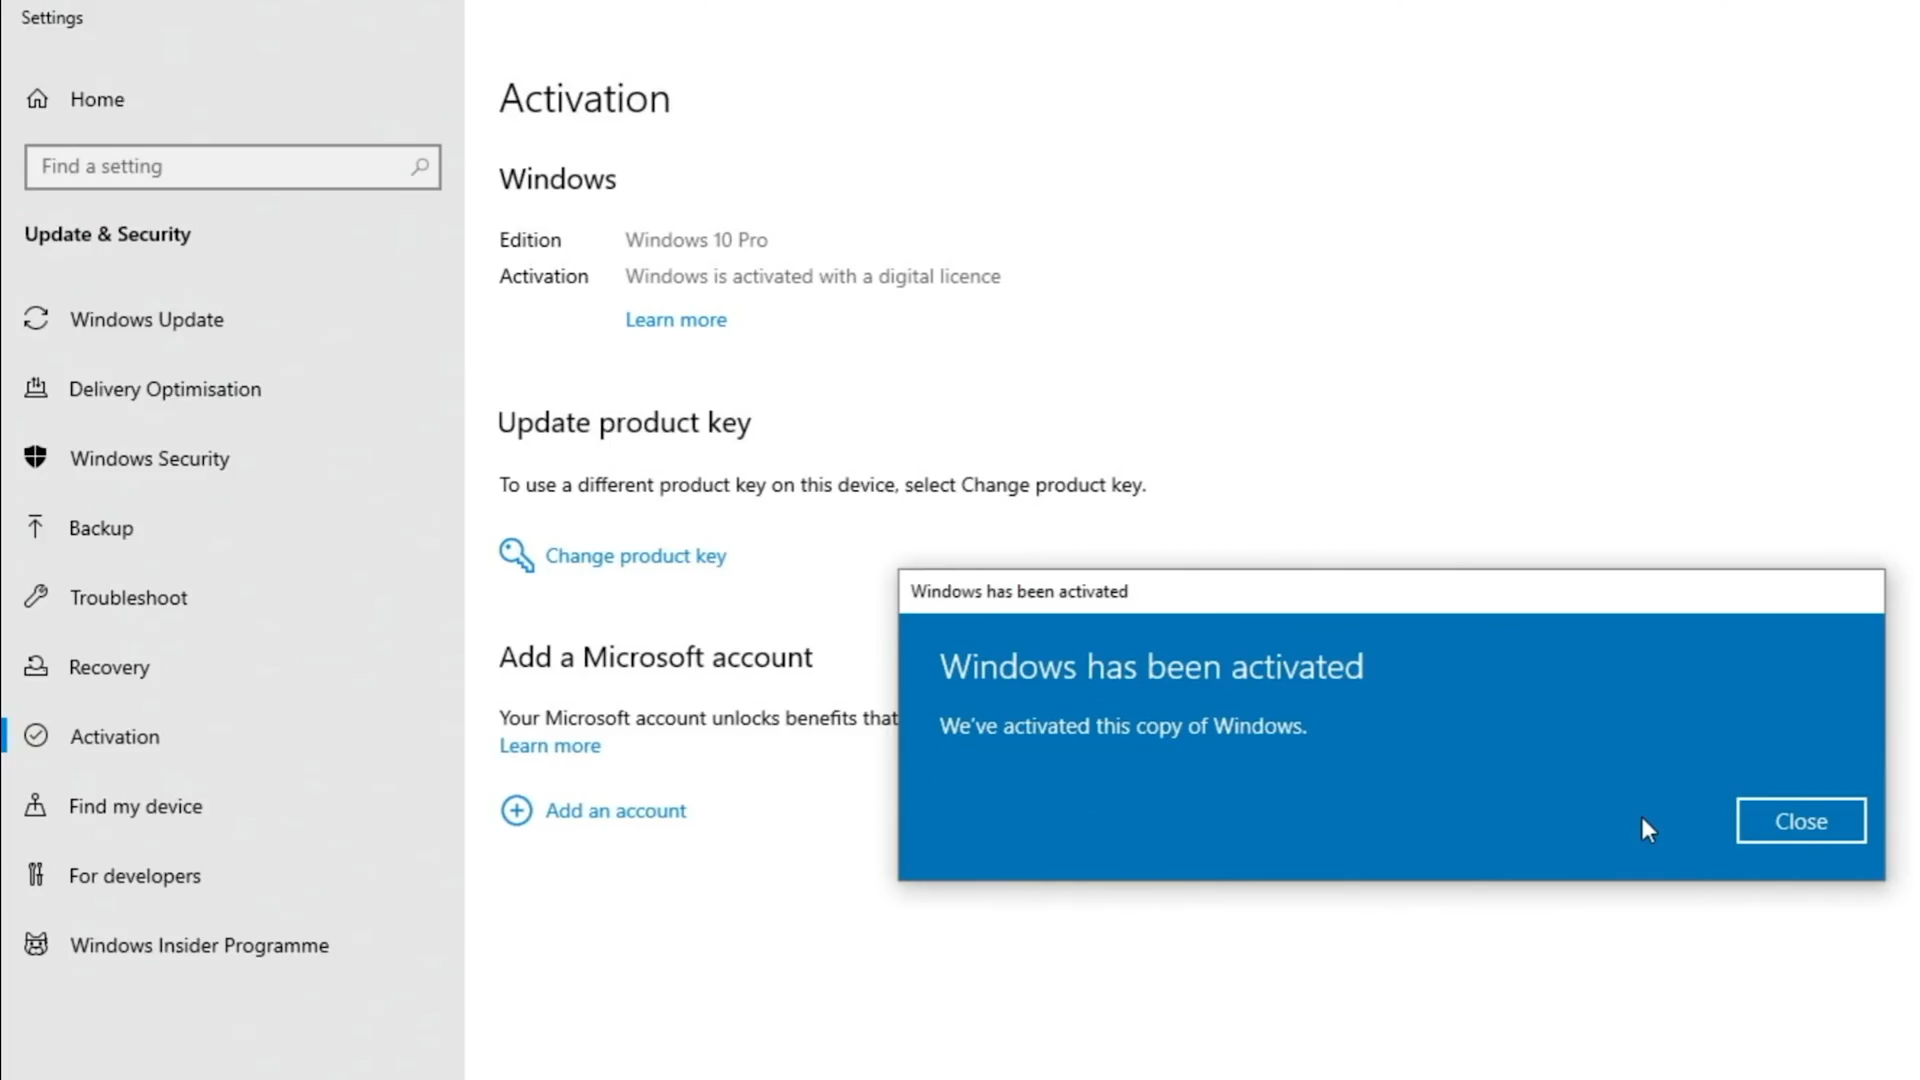 Settings
Home
Find a setting
Update & Security
Windows Update
Delivery Optimisation
Windows Security
Backup
Troubleshoot
Recovery
Activation
Find my device
For developers
Windows Insider Programme
Activation
Windows
Edition Windows 10 Pro
Activation Windows is activated with a digital licence
Learn more
Update product key
To use a different product key on this device, select Change product key.
Change product key
Add a Microsoft account
Your Microsoft account unlocks benefits that
Learn more
Add an account
Windows has been activated
Windows has been activated
We've activated this copy of Windows.
Close